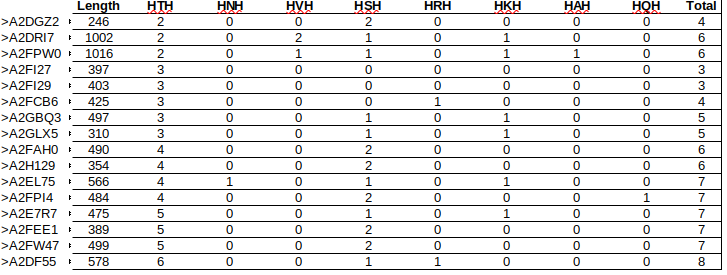 Length HTH HNH HVH HSH HRH HKH HAH HQH Total
>A2DGZ2 246 2 0 0 2 0 0 0 0 4
>A2DRI7 1002 2 0 2 1 0 1 0 0 6
>A2FPW0 1016 2 0 1 1 0 1 1 0 6
>A2FI27 397 3 0 0 0 0 0 0 0 3
>A2FI29 403 3 0 0 0 0 0 0 0 3
>A2FCB6 425 3 0 0 0 1 0 0 0 4
>A2GBQ3 497 3 0 0 1 0 1 0 0 5
>A2GLX5 310 3 0 0 1 0 1 0 0 5
>A2FAH0 490 4 0 0 2 0 0 0 0 6
>A2H129 354 4 0 0 2 0 0 0 0 6
>A2EL75 566 4 1 0 1 0 1 0 0 7
>A2FPI4 484 4 0 0 2 0 0 0 1 7
>A2E7R7 475 5 0 0 1 0 1 0 0 7
>A2FEE1 389 5 0 0 2 0 0 0 0 7
>A2FW47 499 5 0 0 2 0 0 0 0 7
>A2DF55 578 6 0 0 1 1 0 0 0 8